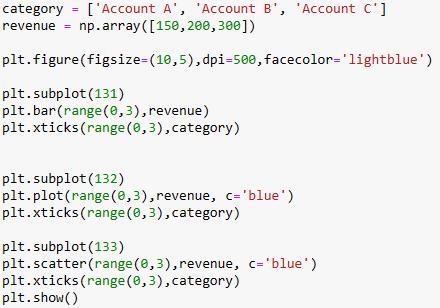 category = ['Account A', 'Account B', 'Account C']
revenue = np.array([150,200,300])
plt.figure(figsize=(10,5),dpi=500,facecolor='lightblue')
plt.subplot(131)
plt.bar(range(0,3),revenue)
plt.xticks(range(0,3),category)
plt.subplot(132)
plt.plot(range(0,3),revenue, c='blue')
plt.xticks(range(0,3),category)
plt.subplot(133)
plt.scatter(range(0,3),revenue, c='blue')
plt.xticks(range(0,3),category)
plt.show()